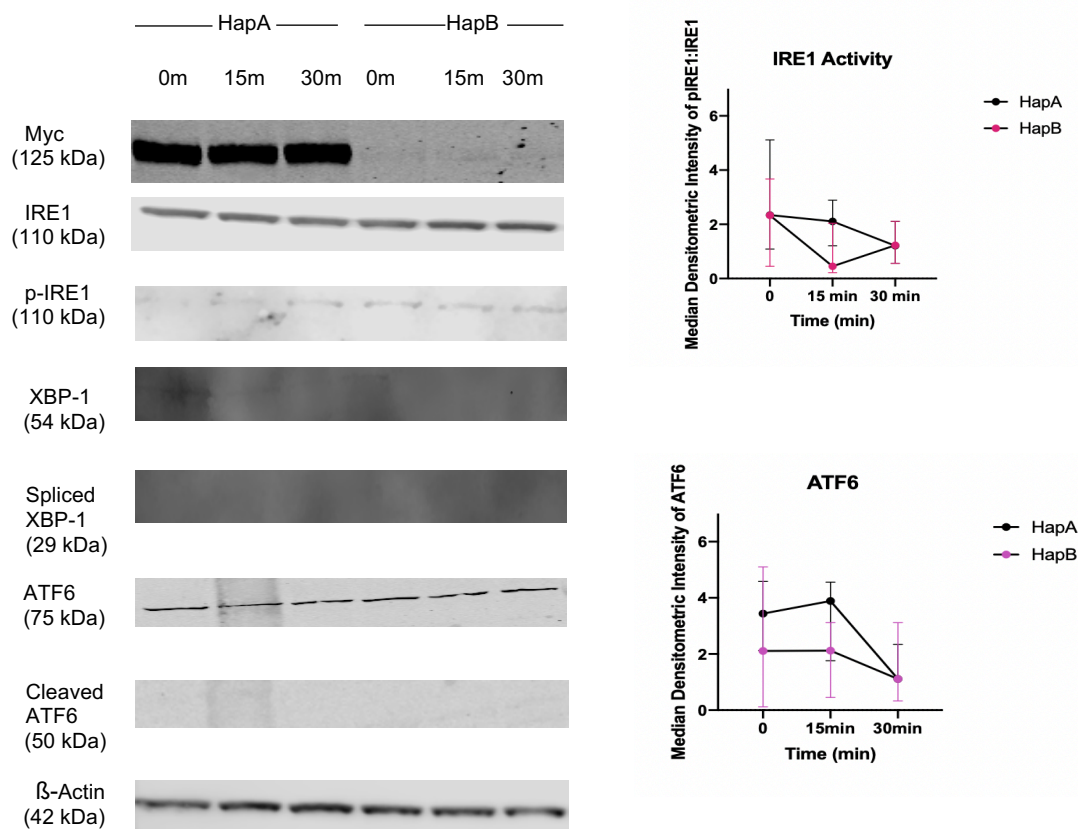 HapA
HapB
0m 15m 30m 0m 15m 30m
Myc
(125 kDa)
IRE1
(110 kDa)
p-IRE1
(110 kDa)
XBP-1
(54 kDa)
Spliced
XBP-1
(29 kDa)
ATF6
(75 kDa)
Cleaved
ATF6
(50 kDa)
ß-Actin
(42 kDa)
IRE1 Activity
Median Densitometric Intensity of pIRE1:IRE1
6
4
2
0
0 15 min 30 min
Time (min)
HapA
HapB
ATF6
Median Densitometric Intensity of ATF6
6
4
2
0
0 15min 30min
Time (min)
HapA
HapB